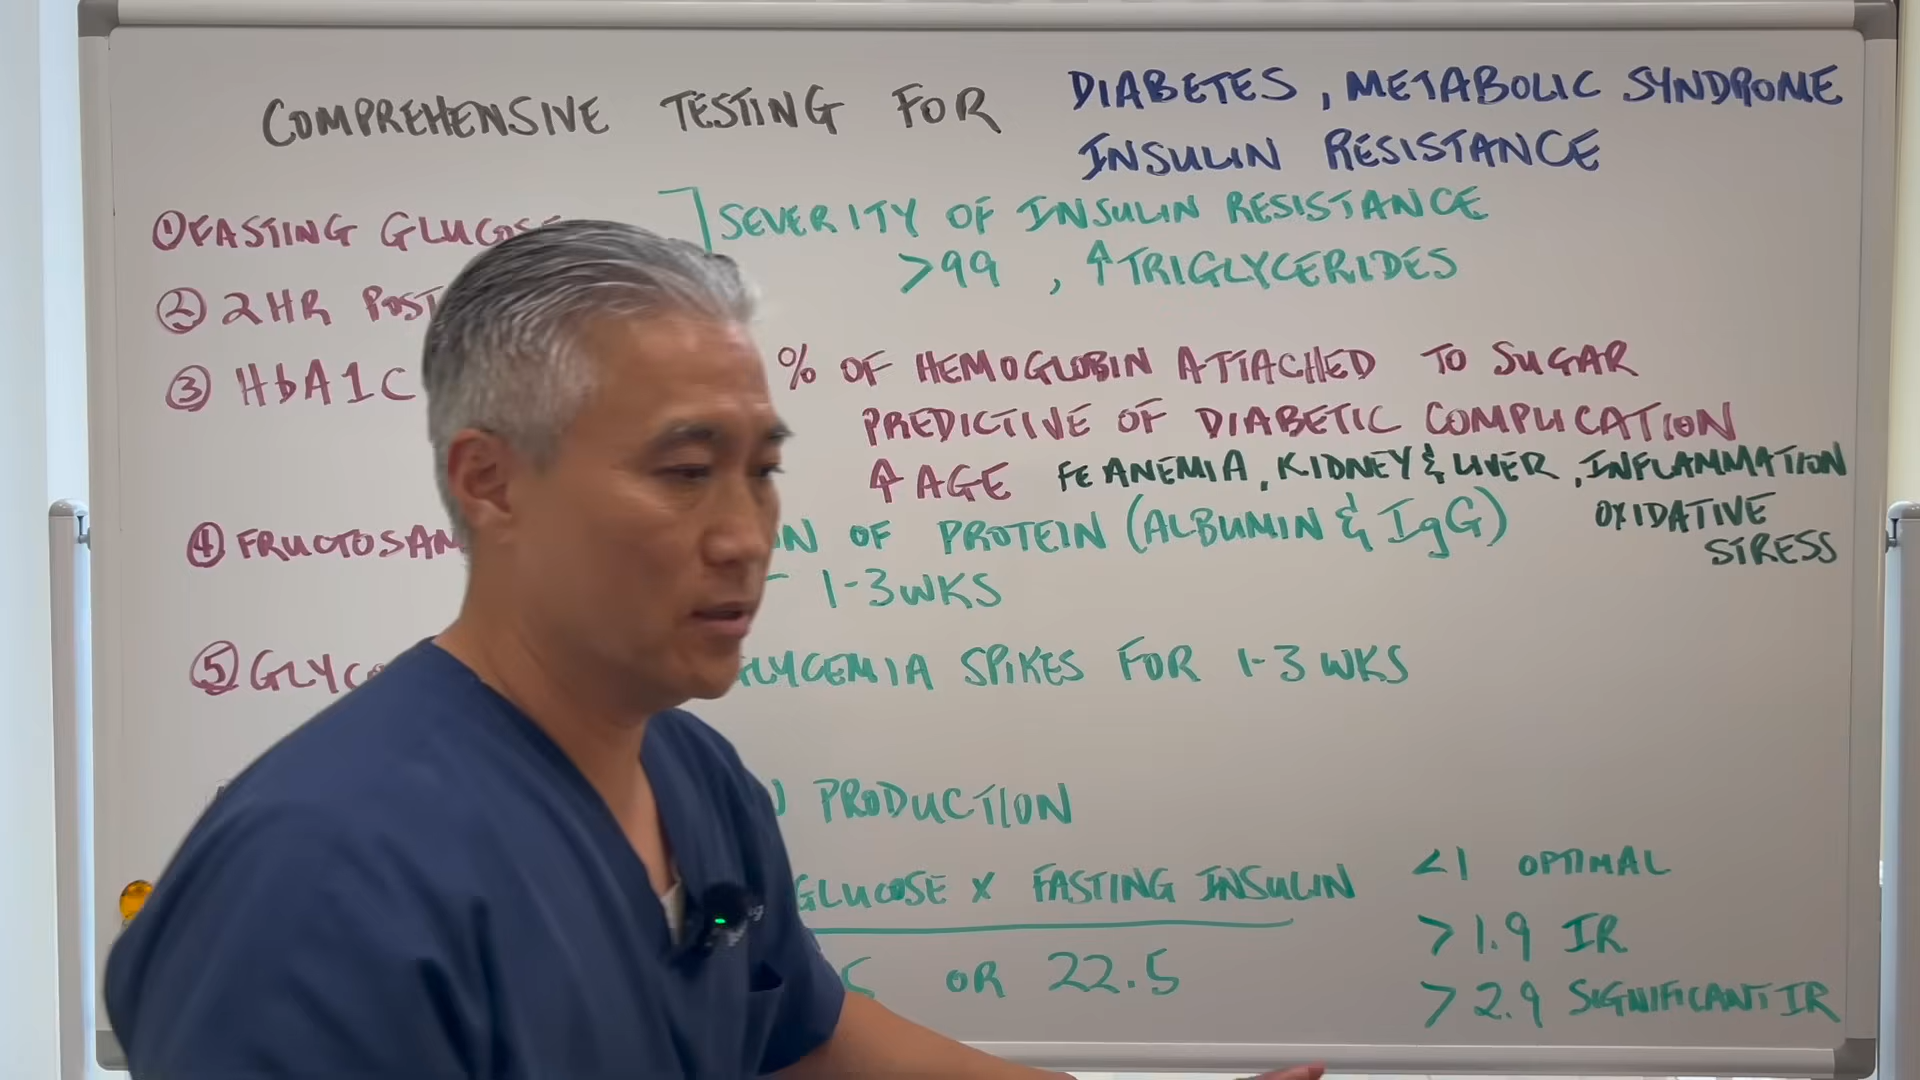 COMPREHENSIVE TESTING FOR DIABETES, METABOLIC SYNDROME
INSULIN RESISTANCE
① FASTING
SEVERITY OF INSULIN RESISTANCE
>99 , ↑TRIGLYCERIDES
② 2HR
③ HbA1C
% OF HEMOGLOBIN ATTACHED TO SUGAR
PREDICTIVE OF DIABETIC COMPLICATION
↑ AGE FE ANEMIA, KIDNEY & LIVER, INFLAMMATION
OXIDATIVE
STRESS
④
OF PROTEIN (ALBUMIN & IgG)
1-3 WKS
⑤
SPIKES FOR 1-3 WKS
PRODUCTION
GLUCOSE X FASTING INSULIN
OR 22.5
<1 OPTIMAL
>1.9 IR
>2.9 SIGNIFICANT IR